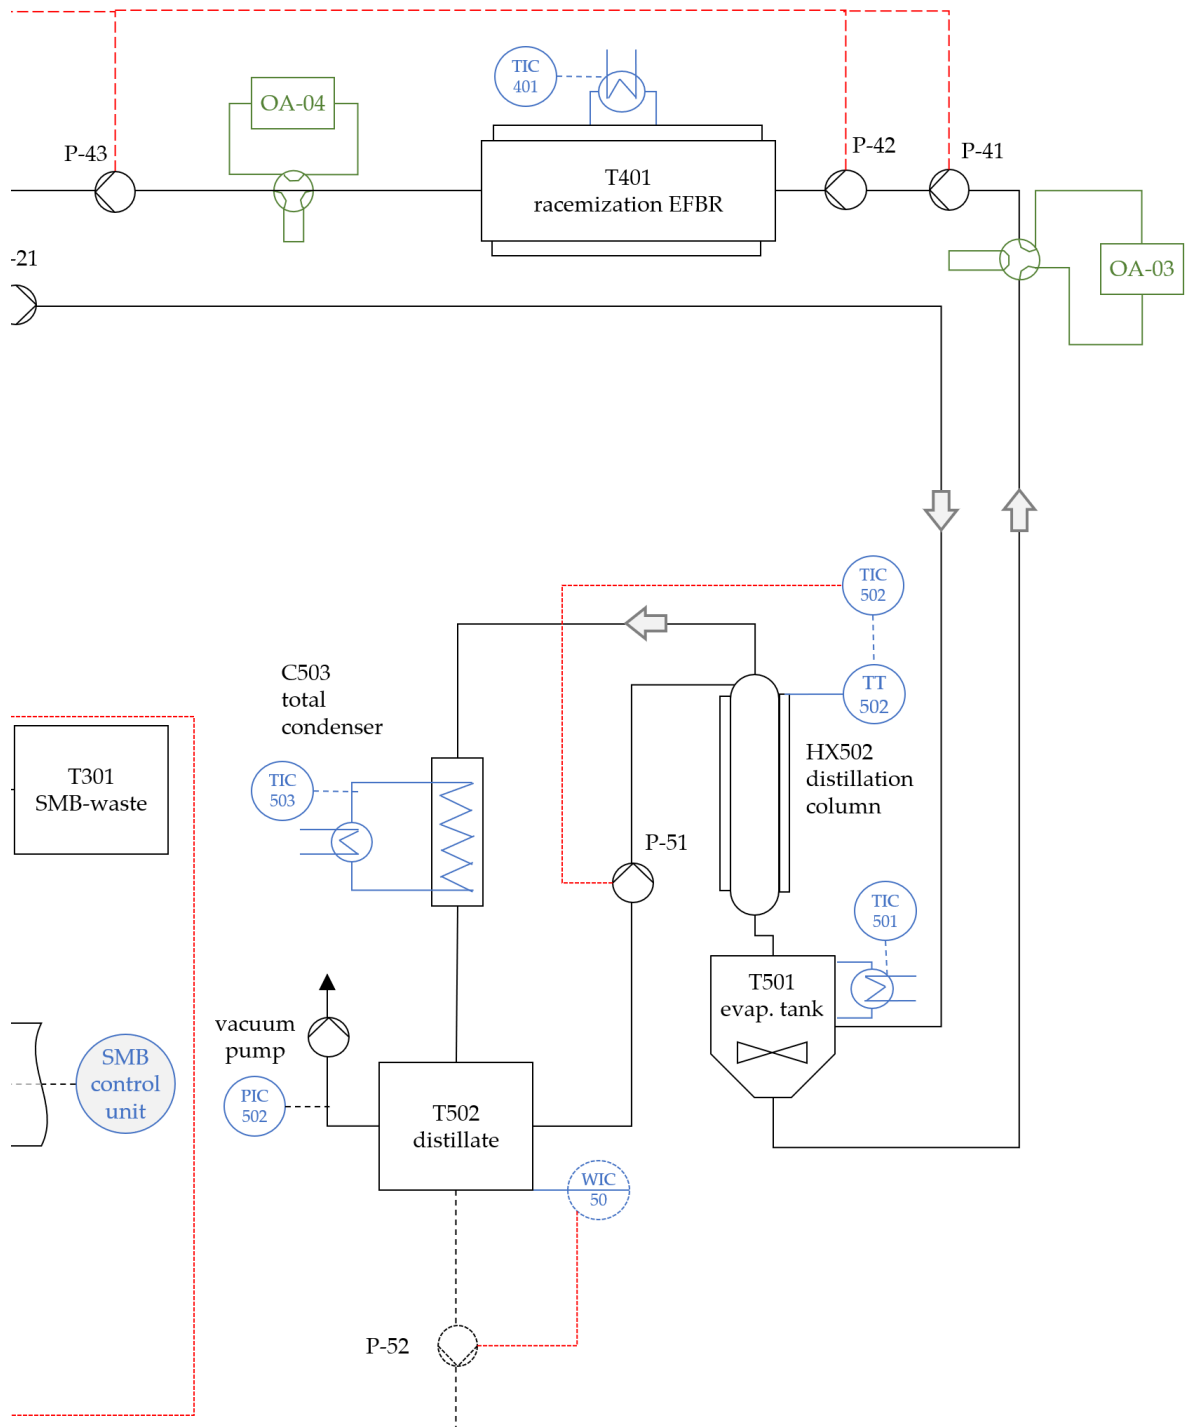 TIC
401
OA-04
P-43
P-42
P-41
T401
racemization EFBR
-21
OA-03
TIC
502
TT
502
C503
total
condenser
HX502
distillation
column
T301
SMB-waste
TIC
503
P-51
TIC
501
T501
evap. tank
vacuum
pump
SMB
control
unit
PIC
502
T502
distillate
WIC
50
P-52